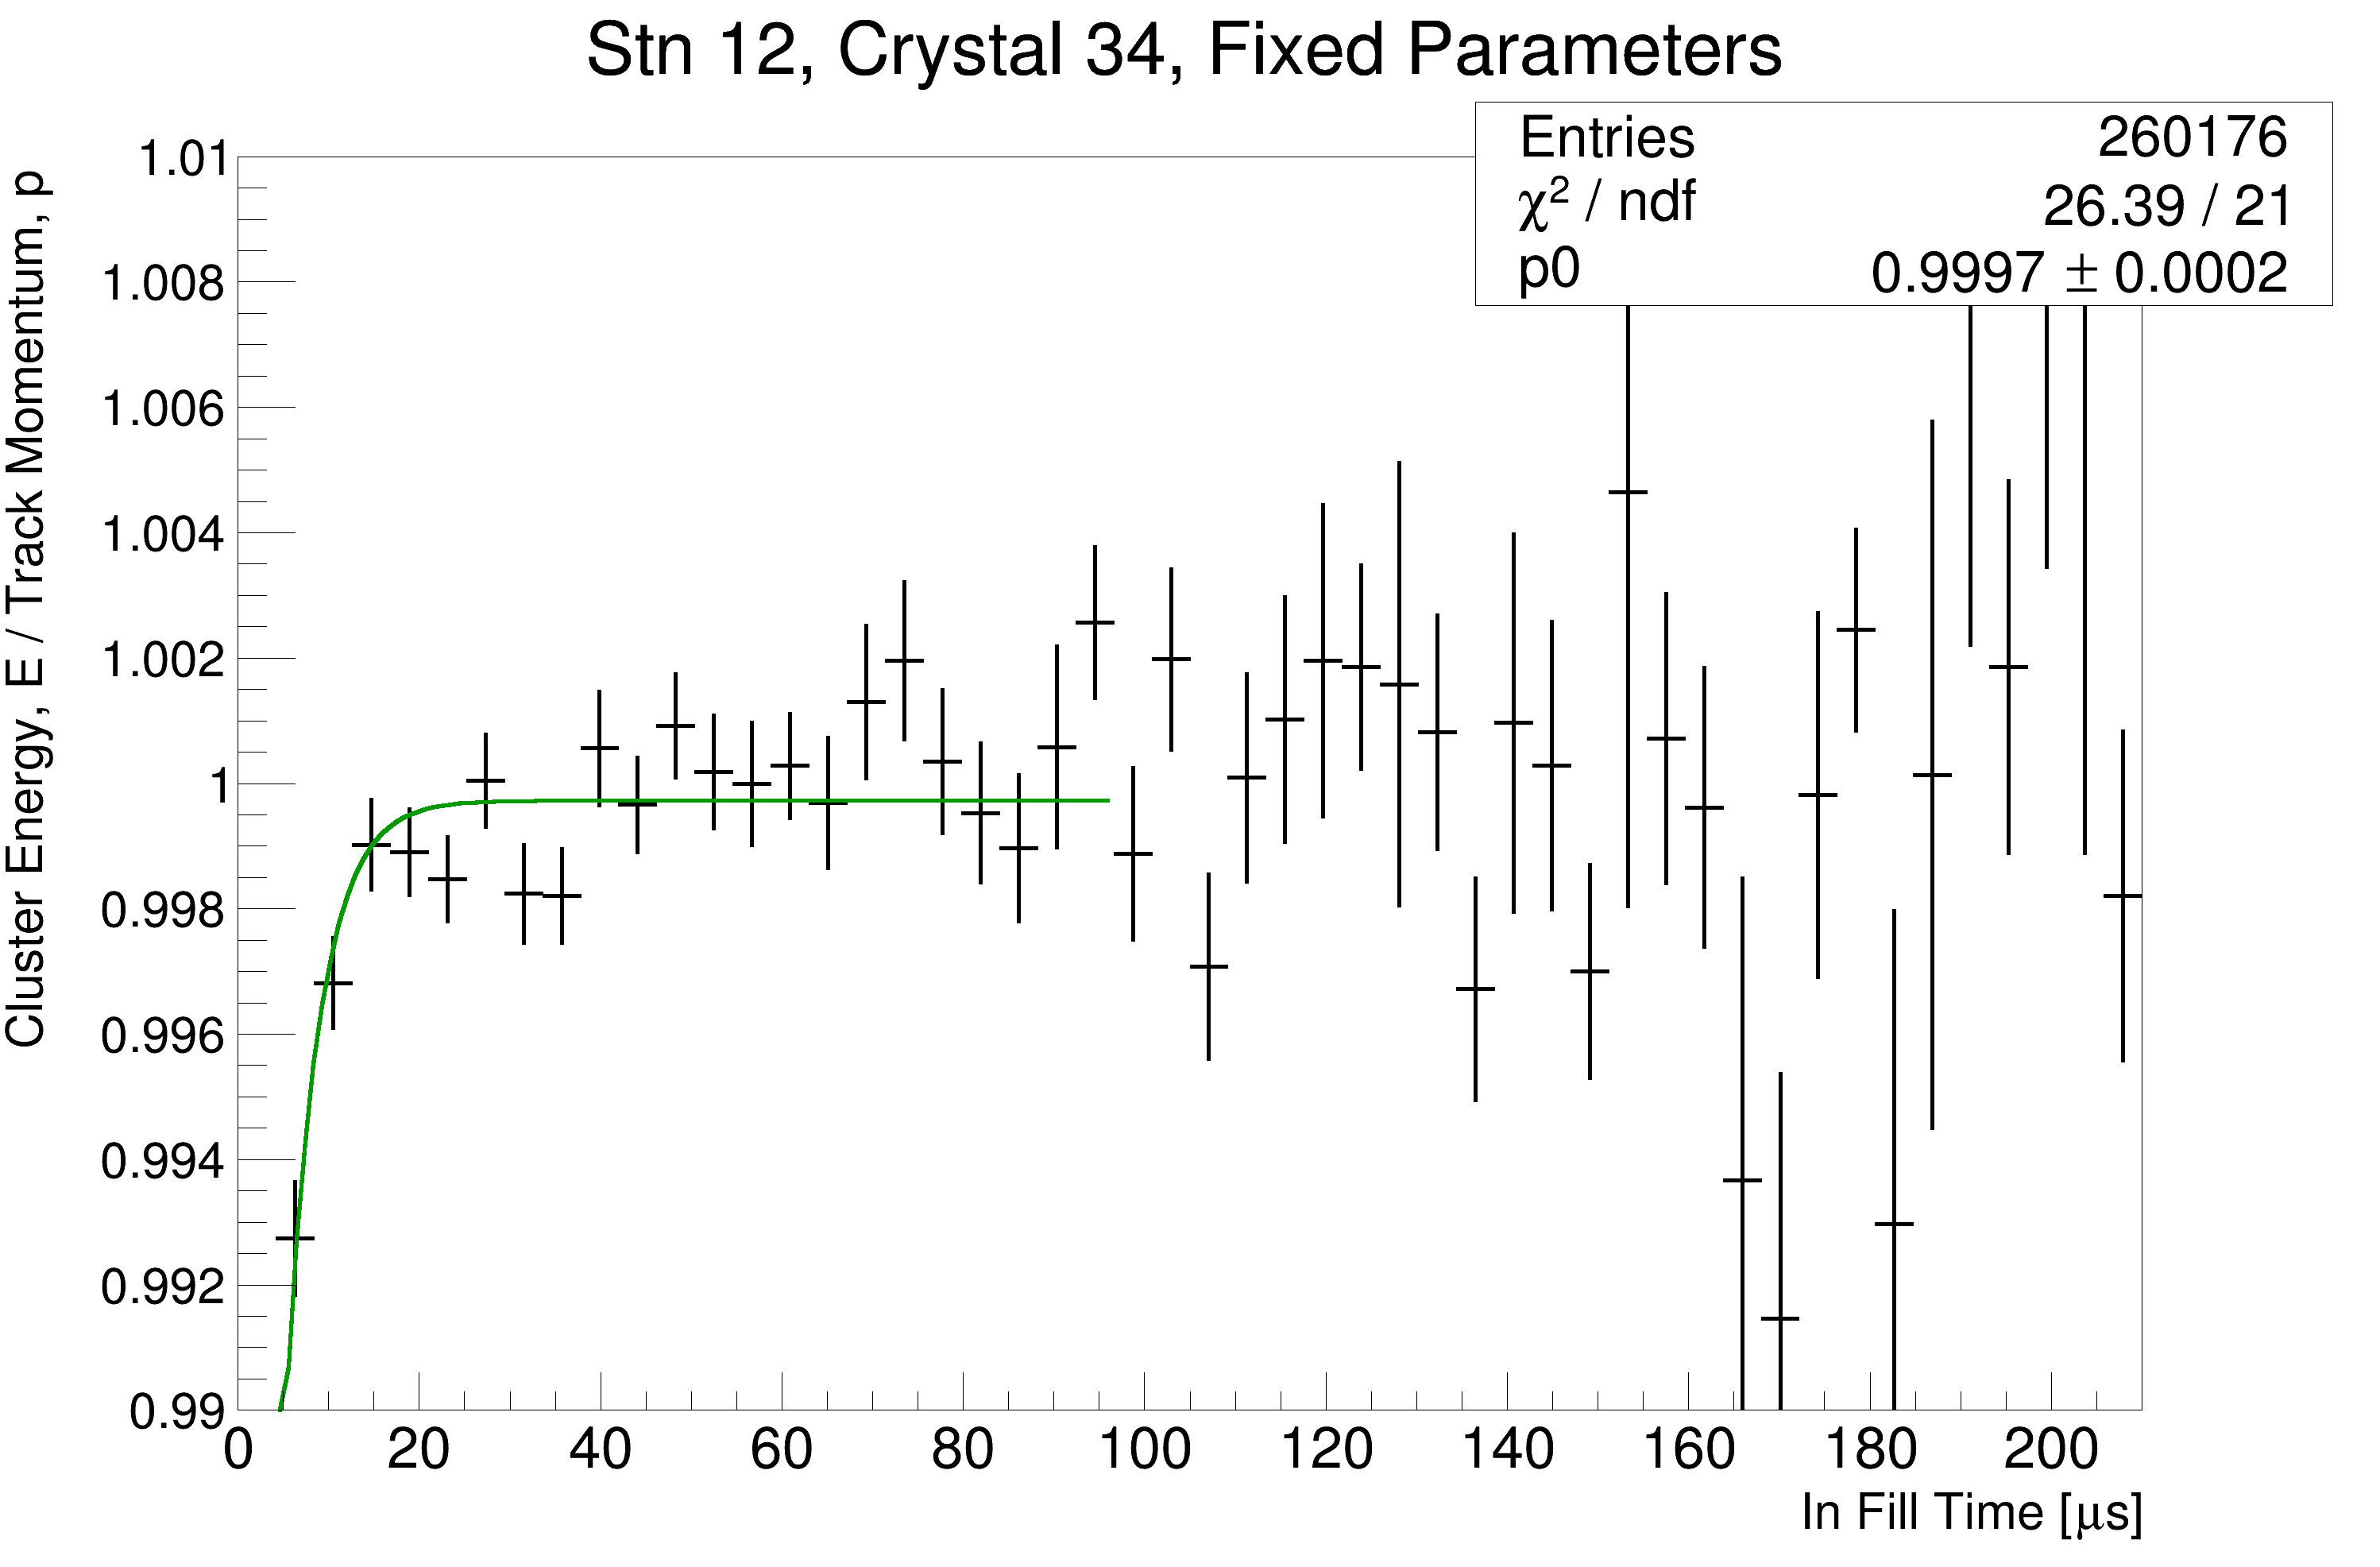 Stn 12, Crystal 34, Fixed Parameters
Entries 260176
χ² / ndf 26.39 / 21
p0 0.9997 ± 0.0002
Cluster Energy, E / Track Momentum, p
1.01
1.008
1.006
1.004
1.002
1
0.998
0.996
0.994
0.992
0.99
0 20 40 60 80 100 120 140 160 180 200
In Fill Time [μs]